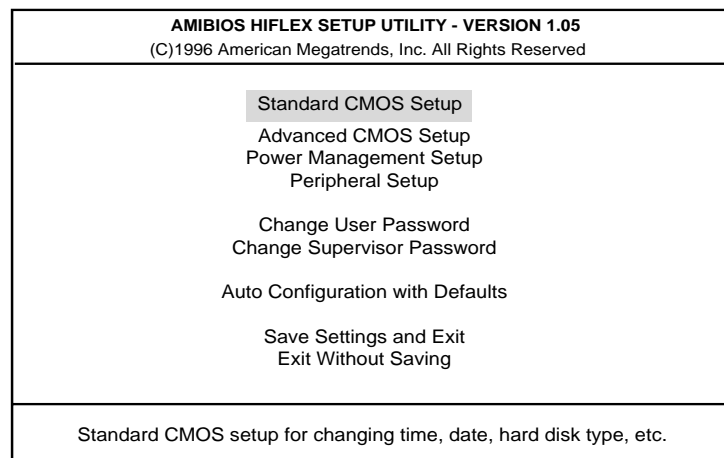 AMIBIOS HIFLEX SETUP UTILITY - VERSION 1.05
(C)1996 American Megatrends, Inc. All Rights Reserved
Standard CMOS Setup
Advanced CMOS Setup
Power Management Setup
Peripheral Setup
Change User Password
Change Supervisor Password
Auto Configuration with Defaults
Save Settings and Exit
Exit Without Saving
Standard CMOS setup for changing time, date, hard disk type, etc.